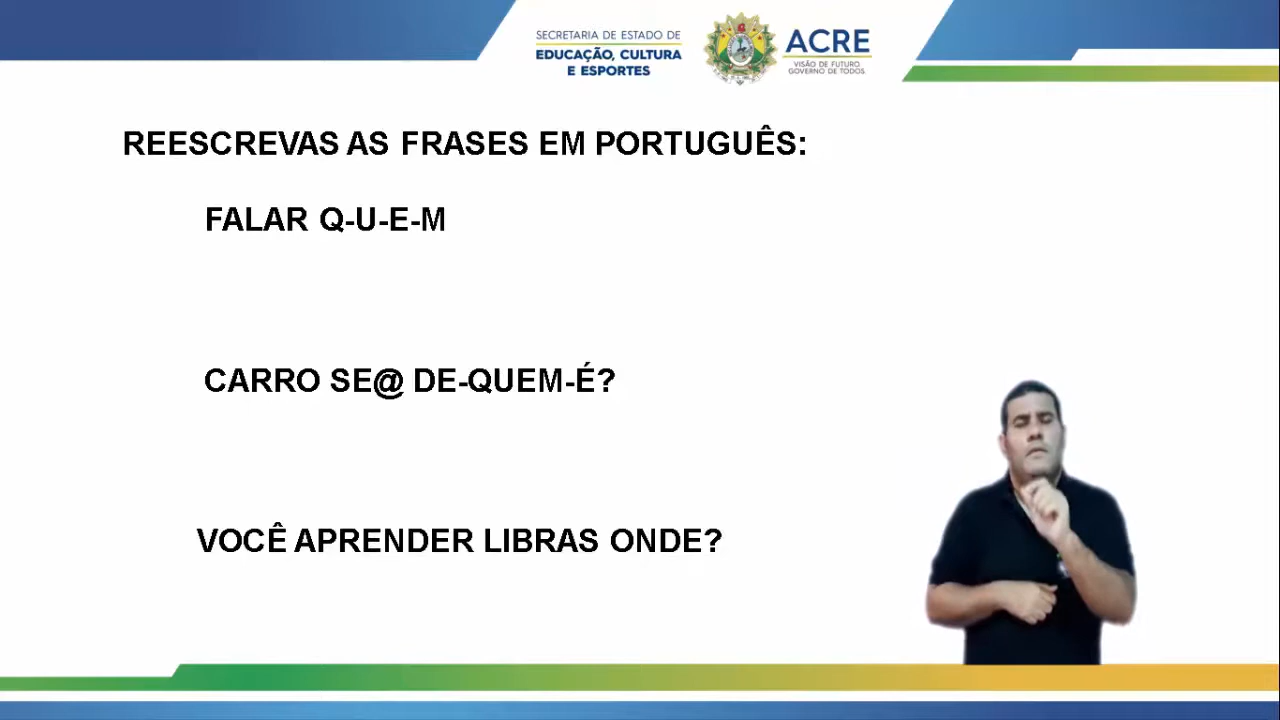 SECRETARIA DE ESTADO DE
EDUCAÇÃO, CULTURA
E ESPORTES
ACRE
VISÃO DE FUTURO
GOVERNO DE TODOS
REESCREVAS AS FRASES EM PORTUGUÊS:
FALAR Q-U-E-M
CARRO SE@ DE-QUEM-É?
VOCÊ APRENDER LIBRAS ONDE?